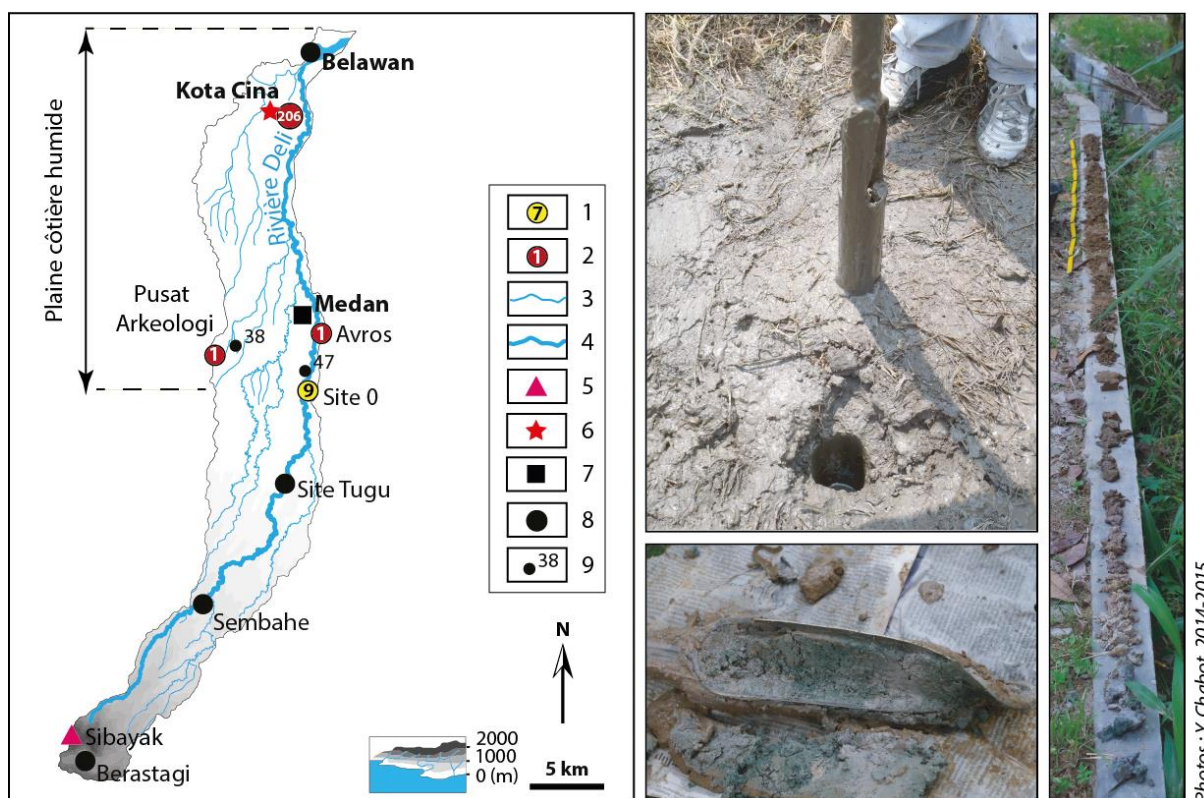 Plaine côtière humide
Belawan
Kota Cina
206
Rivière Deli
Pusat
Arkeologi
1
38
Medan
1
Avros
47
9
Site 0
Site Tugu
Sembahe
Sibayak
Berastagi
7 1
1 2
3
4
5
6
7
8
38 9
N
2000
1000
0 (m)
5 km
Photos : Y. Chabot, 2014-2015